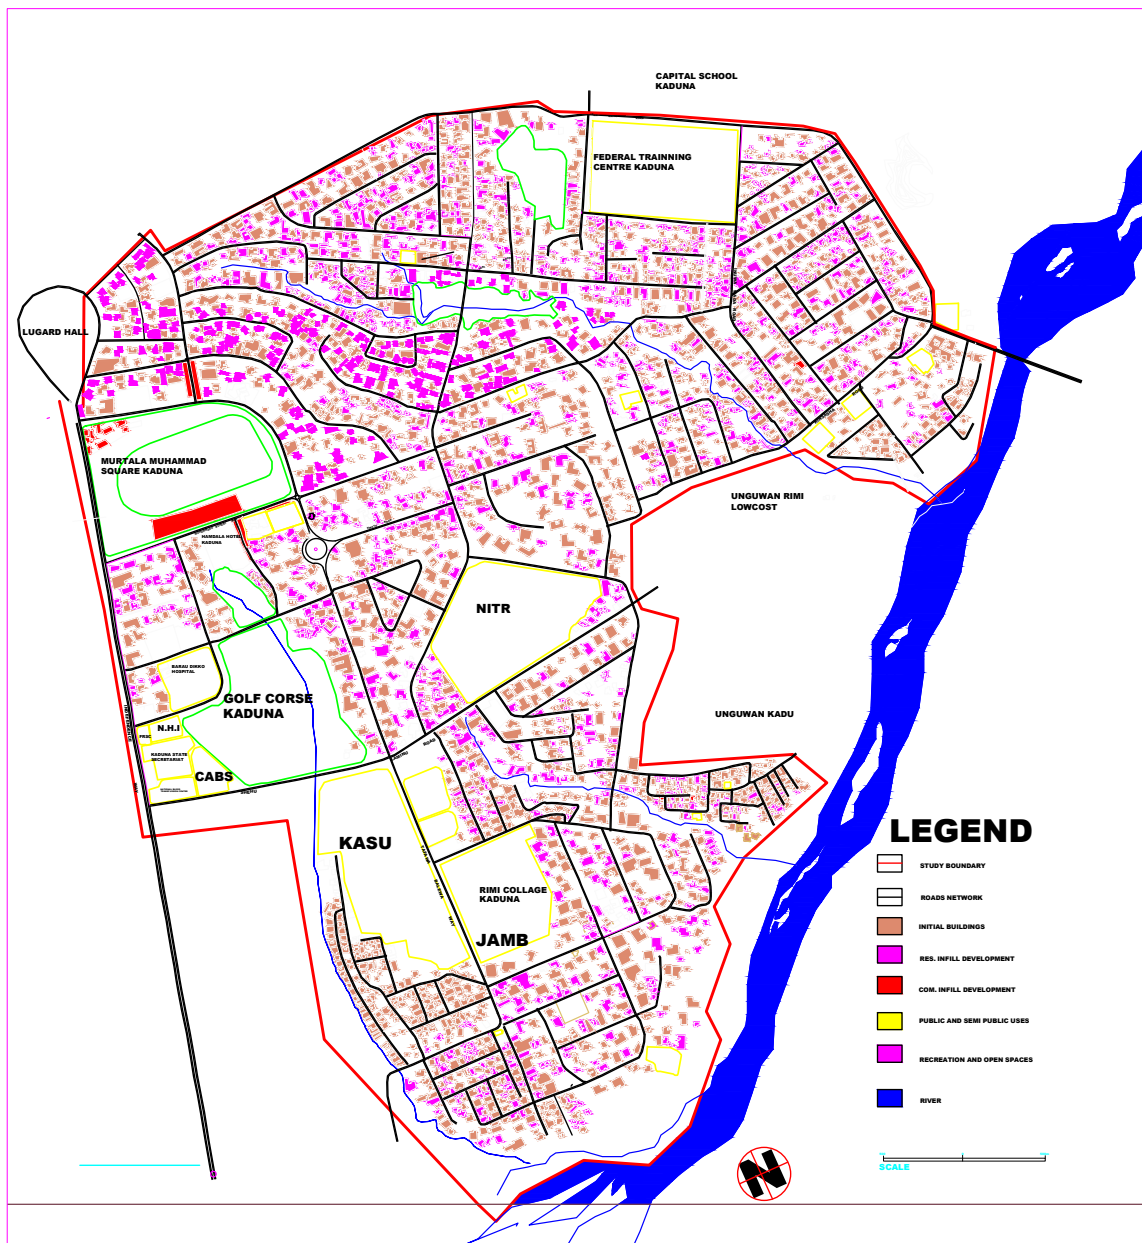 CAPITAL SCHOOL
KADUNA
FEDERAL TRAINNING
CENTRE KADUNA
LUGARD HALL
MURTALA MUHAMMAD
SQUARE KADUNA
UNGUWAN RIMI
LOWCOST
HAMDALA HOTEL
KADUNA
NITR
BARAU DIKKO
HOSPITAL
GOLF CORSE
KADUNA
UNGUWAN KADU
N.H.I
FRSC
KADUNA STATE
SECRETARIAT
CABS
ROAD
KASU
WAY
RIMI COLLAGE
KADUNA
JAMB
LEGEND
STUDY BOUNDARY
ROADS NETWORK
INITIAL BUILDINGS
RES. INFILL DEVELOPMENT
COM. INFILL DEVELOPMENT
PUBLIC AND SEMI PUBLIC USES
RECREATION AND OPEN SPACES
RIVER
SCALE
N